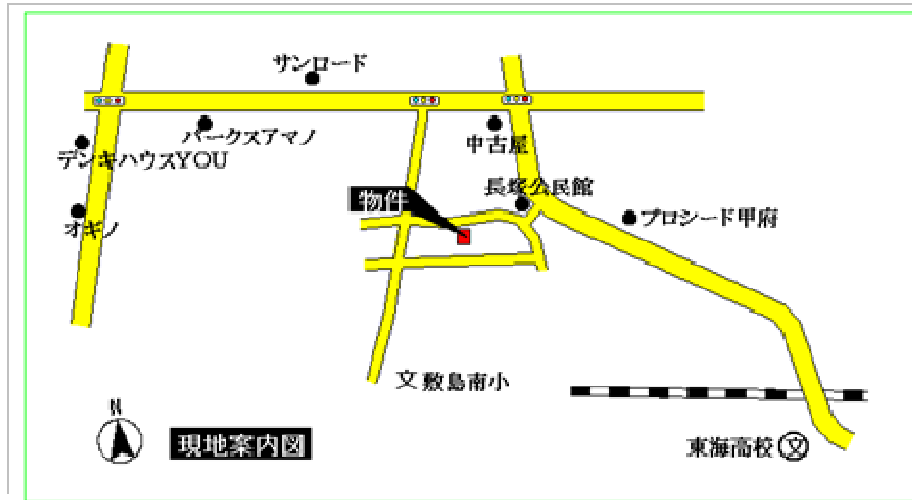 サンロード
パークスアマノ
中古屋
デンキハウスYOU
長塚公民館
物件
オギノ
プロシード甲府
文 敷島南小
N
現地案内図
東海高校 文